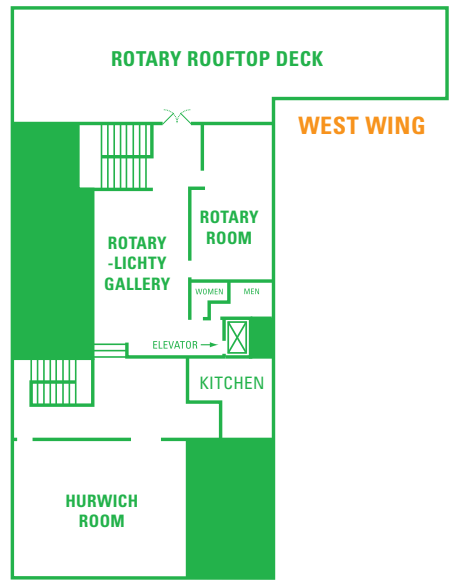 ROTARY ROOFTOP DECK
WEST WING
ROTARY
ROOM
ROTARY
-LICHTY
GALLERY
WOMEN
MEN
ELEVATOR
KITCHEN
HURWICH
ROOM